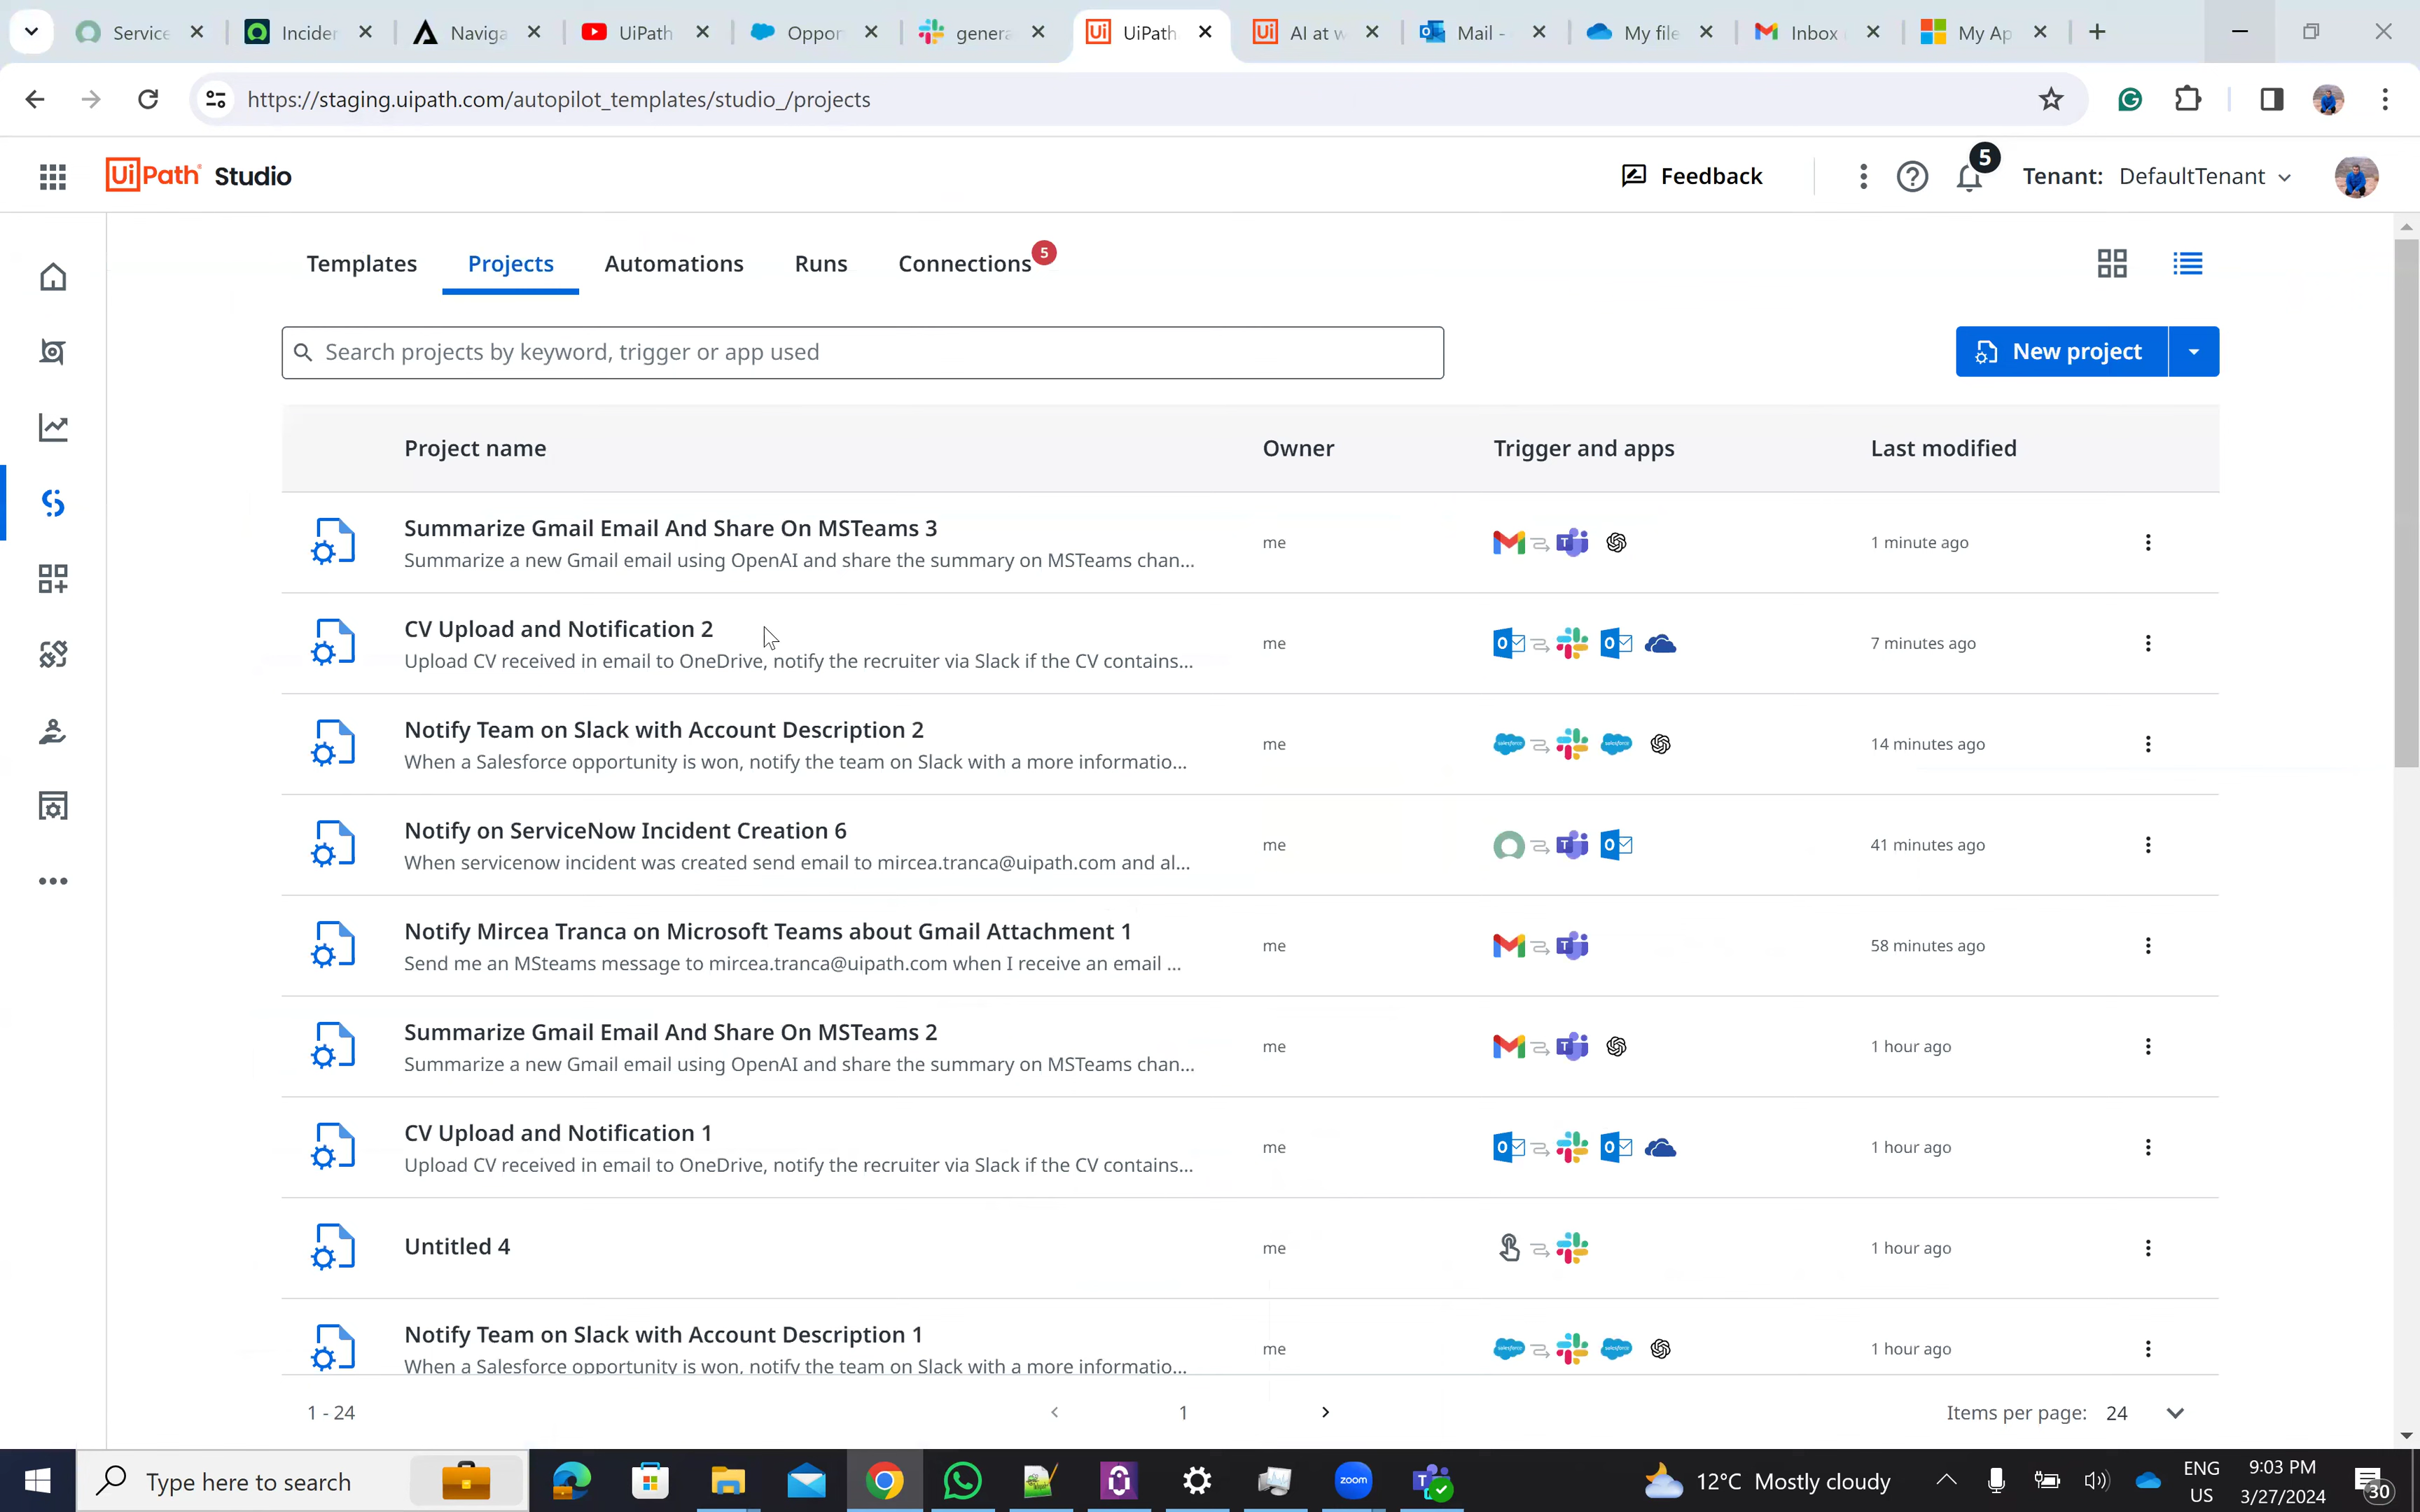 Service
Inciden
Naviga
UiPath
Oppor
genera
UiPath
AI at w
Mail -
My file
Inbox
My Ap
https://staging.uipath.com/autopilot_templates/studio_/projects
UiPath Studio
Feedback
5
Tenant: DefaultTenant
Templates
Projects
Automations
Runs
Connections
5
Search projects by keyword, trigger or app used
New project
Project name
Owner
Trigger and apps
Last modified
Summarize Gmail Email And Share On MSTeams 3
Summarize a new Gmail email using OpenAI and share the summary on MSTeams chan...
me
1 minute ago
CV Upload and Notification 2
Upload CV received in email to OneDrive, notify the recruiter via Slack if the CV contains...
me
7 minutes ago
Notify Team on Slack with Account Description 2
When a Salesforce opportunity is won, notify the team on Slack with a more informatio...
me
14 minutes ago
Notify on ServiceNow Incident Creation 6
When servicenow incident was created send email to mircea.tranca@uipath.com and al...
me
41 minutes ago
Notify Mircea Tranca on Microsoft Teams about Gmail Attachment 1
Send me an MSteams message to mircea.tranca@uipath.com when I receive an email ...
me
58 minutes ago
Summarize Gmail Email And Share On MSTeams 2
Summarize a new Gmail email using OpenAI and share the summary on MSTeams chan...
me
1 hour ago
CV Upload and Notification 1
Upload CV received in email to OneDrive, notify the recruiter via Slack if the CV contains...
me
1 hour ago
Untitled 4
me
1 hour ago
Notify Team on Slack with Account Description 1
When a Salesforce opportunity is won, notify the team on Slack with a more informatio...
me
1 hour ago
1 - 24
1
Items per page: 24
Type here to search
zoom
12°C Mostly cloudy
ENG
US
9:03 PM
3/27/2024
30